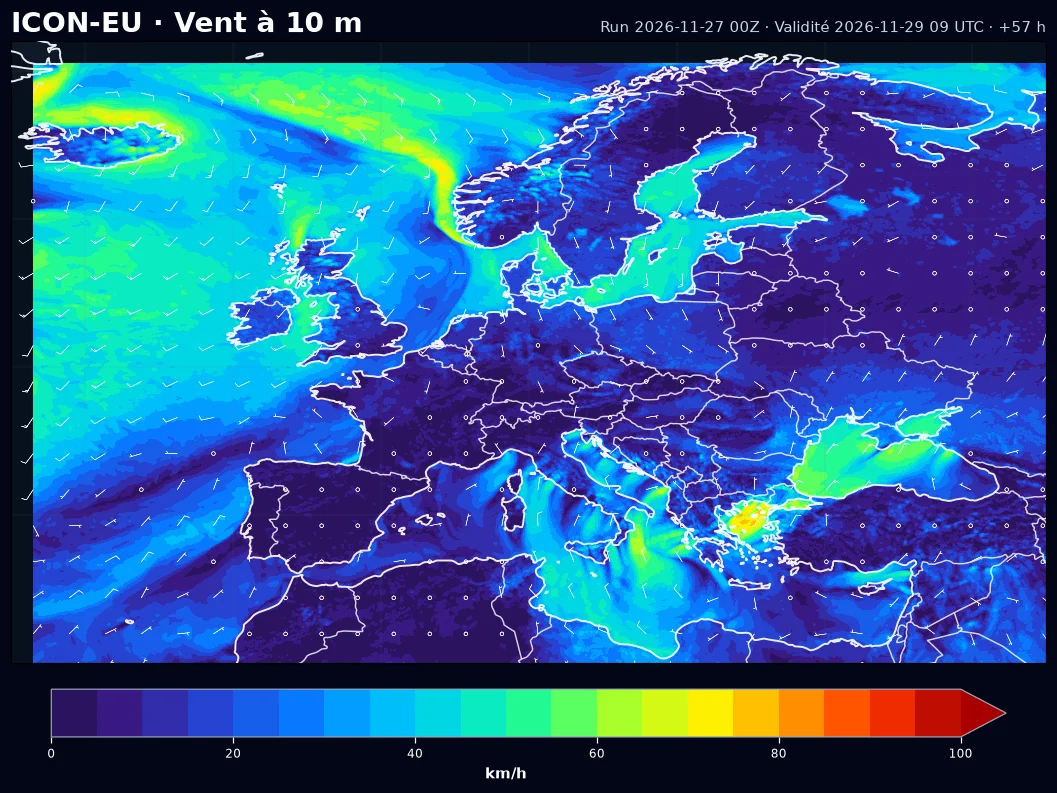 ICON-EU · Vent à 10 m
Run 2026-11-27 00Z · Validité 2026-11-29 09 UTC · +57 h
0 20 40 60 80 100
km/h